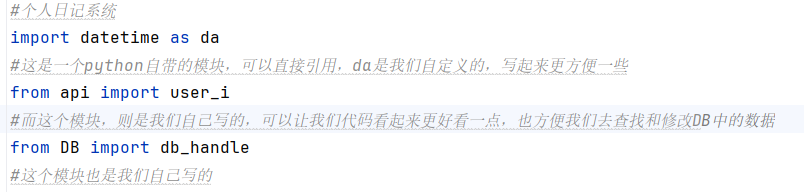 #个人日记系统
import datetime as da
#这是一个python自带的模块，可以直接引用，da是我们自定义的，写起来更方便一些
from api import user_i
#而这个模块，则是我们自己写的，可以让我们代码看起来更好看一点，也方便我们去查找和修改DB中的数据
from DB import db_handle
#这个模块也是我们自己写的